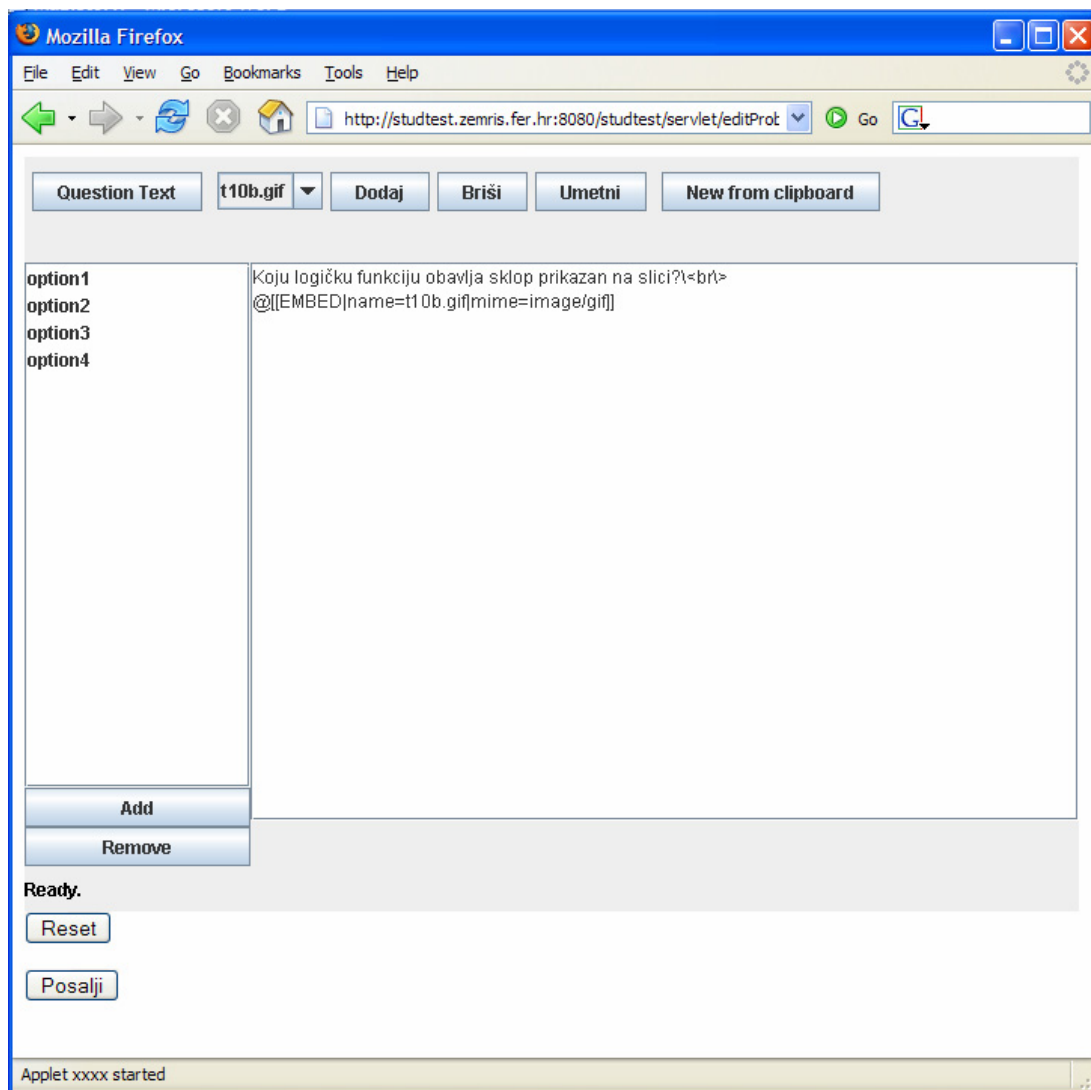 Mozilla Firefox
File Edit View Go Bookmarks Tools Help
http://studtest.zemris.fer.hr:8080/studtest/servlet/editProt Go G
Question Text t10b.gif Dodaj Briši Umetni New from clipboard
option1
option2
option3
option4
Koju logičku funkciju obavlja sklop prikazan na slici?\<br\>
@[[EMBED|name=t10b.gif|mime=image/gif]]
Add
Remove
Ready.
Reset
Posalji
Applet xxxx started